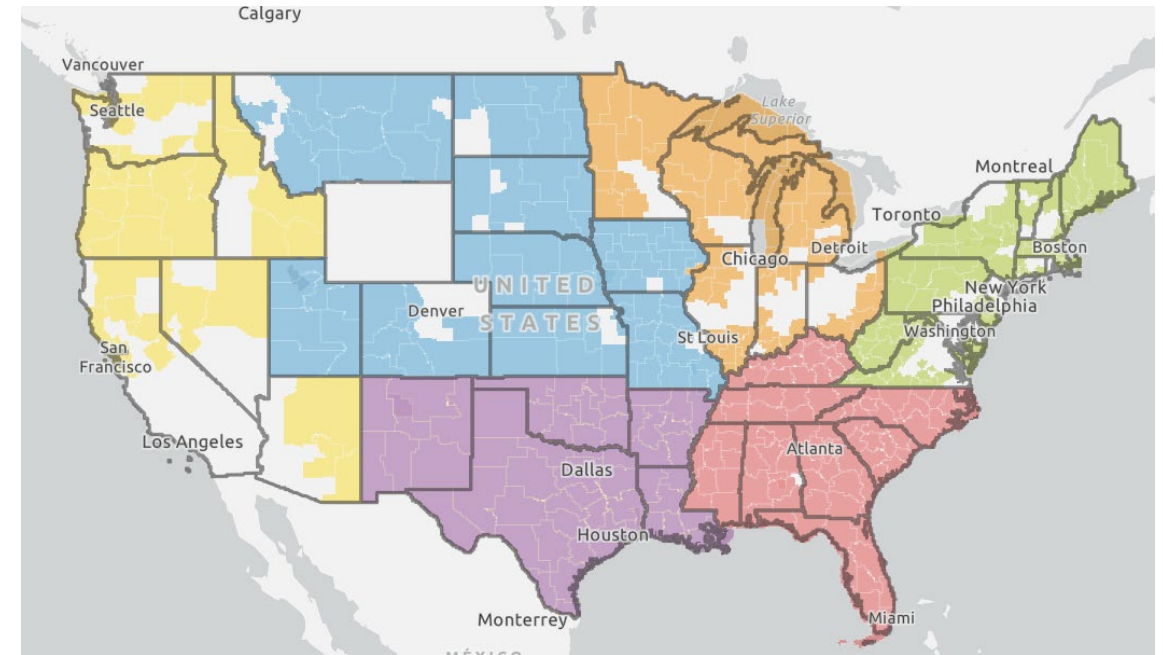 Calgary
Vancouver
Seattle
Lake
Superior
Montreal
Toronto
Boston
Detroit
Chicago
New York
UNITED
Philadelphia
Denver
STATES
Washington
St Louis
San
Francisco
Los Angeles
Atlanta
Dallas
Houston
Miami
Monterrey
MÉXICO